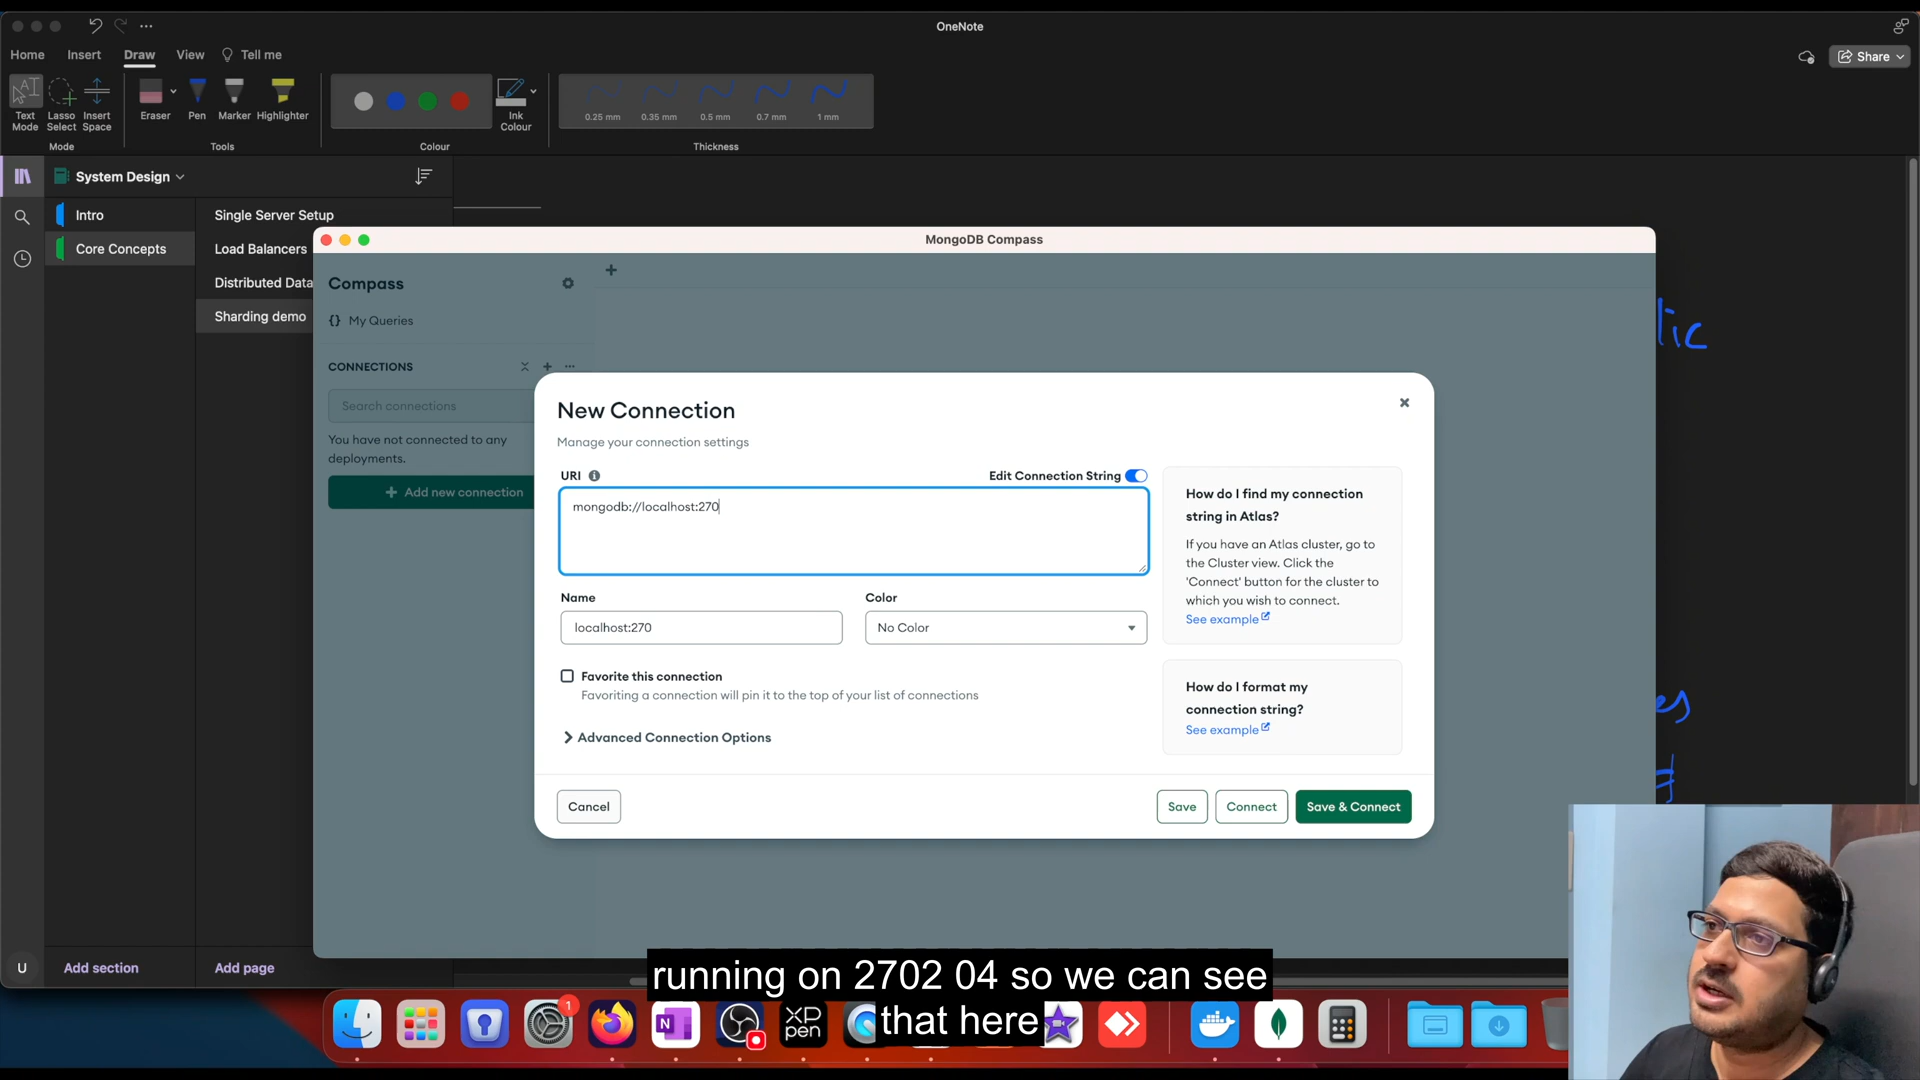 OneNote
Home Insert Draw View Tell me
Share
Text Mode
Lasso Select
Insert Space
Eraser
Pen
Marker
Highlighter
Ink Colour
0.25 mm 0.35 mm 0.5 mm 0.7 mm 1 mm
Mode Tools Colour Thickness
System Design
Intro
Core Concepts
Single Server Setup
Load Balancers
Distributed Data
Sharding demo
Add section
Add page
U
MongoDB Compass
Compass
{} My Queries
CONNECTIONS
Search connections
You have not connected to any
deployments.
+ Add new connection
New Connection
Manage your connection settings
URI
Edit Connection String
mongodb://localhost:270
Name
Color
localhost:270
No Color
Favorite this connection
Favoriting a connection will pin it to the top of your list of connections
Advanced Connection Options
How do I find my connection
string in Atlas?
If you have an Atlas cluster, go to
the Cluster view. Click the
'Connect' button for the cluster to
which you wish to connect.
See example
How do I format my
connection string?
See example
Cancel
Save
Connect
Save & Connect
tic
es
running on 2702 04 so we can see
that here
1
N
XP
pen